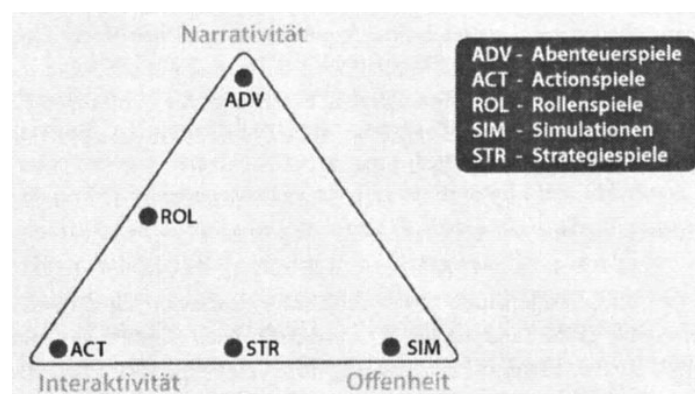 Narrativität
ADV
ADV - Abenteuerspiele
ACT - Actionspiele
ROL - Rollenspiele
SIM - Simulationen
STR - Strategiespiele
ROL
ACT
STR
SIM
Interaktivität
Offenheit